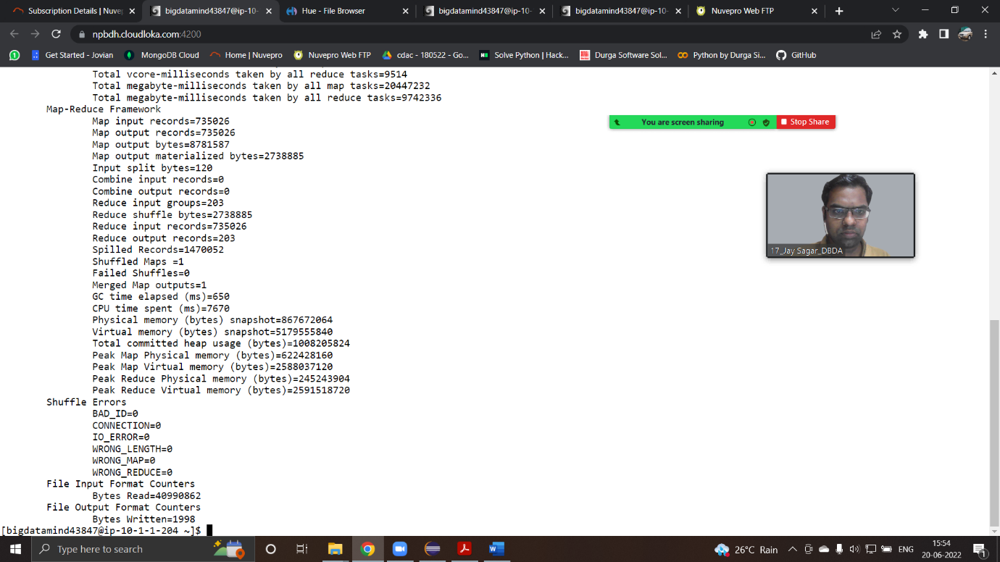 Subscription Details | Nuvep
bigdatamind43847@ip-10-
Hue - File Browser
bigdatamind43847@ip-10-
bigdatamind43847@ip-10-
Nuvepro Web FTP
npbdh.cloudloka.com:4200
Get Started - Jovian
MongoDB Cloud
Home | Nuvepro
Nuvepro Web FTP
cdac - 180522 - Go...
Solve Python | Hack...
Durga Software Sol...
Python by Durga Si...
GitHub
Total vcore-milliseconds taken by all reduce tasks=9514
Total megabyte-milliseconds taken by all map tasks=20447232
Total megabyte-milliseconds taken by all reduce tasks=9742336
Map-Reduce Framework
Map input records=735026
Map output records=735026
Map output bytes=8781587
Map output materialized bytes=2738885
Input split bytes=120
Combine input records=0
Combine output records=0
Reduce input groups=203
Reduce shuffle bytes=2738885
Reduce input records=735026
Reduce output records=203
Spilled Records=1470052
Shuffled Maps =1
Failed Shuffles=0
Merged Map outputs=1
GC time elapsed (ms)=650
CPU time spent (ms)=7670
Physical memory (bytes) snapshot=867672064
Virtual memory (bytes) snapshot=5179555840
Total committed heap usage (bytes)=1008205824
Peak Map Physical memory (bytes)=622428160
Peak Map Virtual memory (bytes)=2588037120
Peak Reduce Physical memory (bytes)=245243904
Peak Reduce Virtual memory (bytes)=2591518720
Shuffle Errors
BAD_ID=0
CONNECTION=0
IO_ERROR=0
WRONG_LENGTH=0
WRONG_MAP=0
WRONG_REDUCE=0
File Input Format Counters
Bytes Read=40990862
File Output Format Counters
Bytes Written=1998
[bigdatamind43847@ip-10-1-1-204 ~]$
You are screen sharing
Stop Share
17_Jay Sagar_DBDA
Type here to search
26°C Rain
ENG
15:54
20-06-2022
1